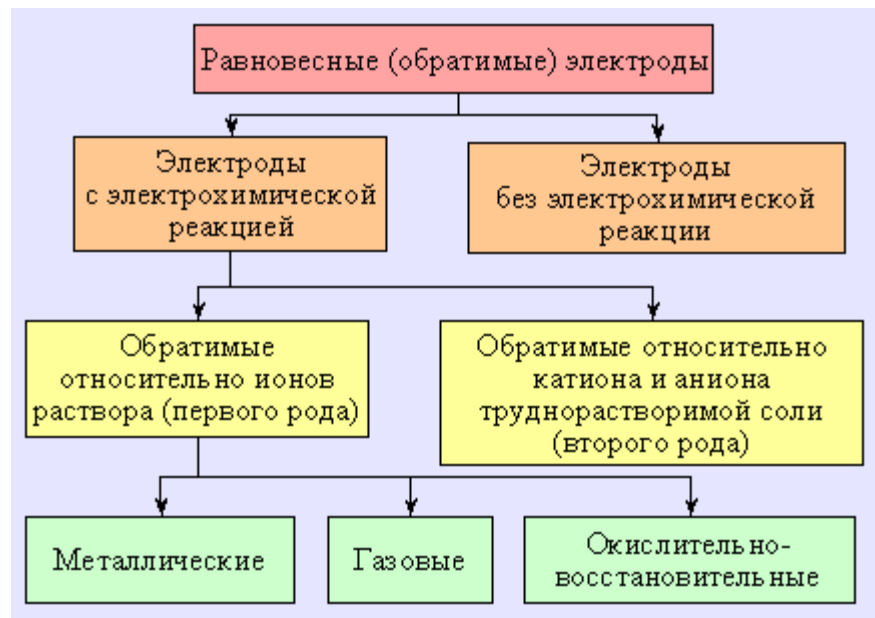 Равновесные (обратимые) электроды
Электроды
с электрохимической
реакцией
Электроды
без электрохимической
реакции
Обратимые
относительно ионов
раствора (первого рода)
Обратимые относительно
катиона и аниона
труднорастворимой соли
(второго рода)
Металлические
Газовые
Окислительно-
восстановительные